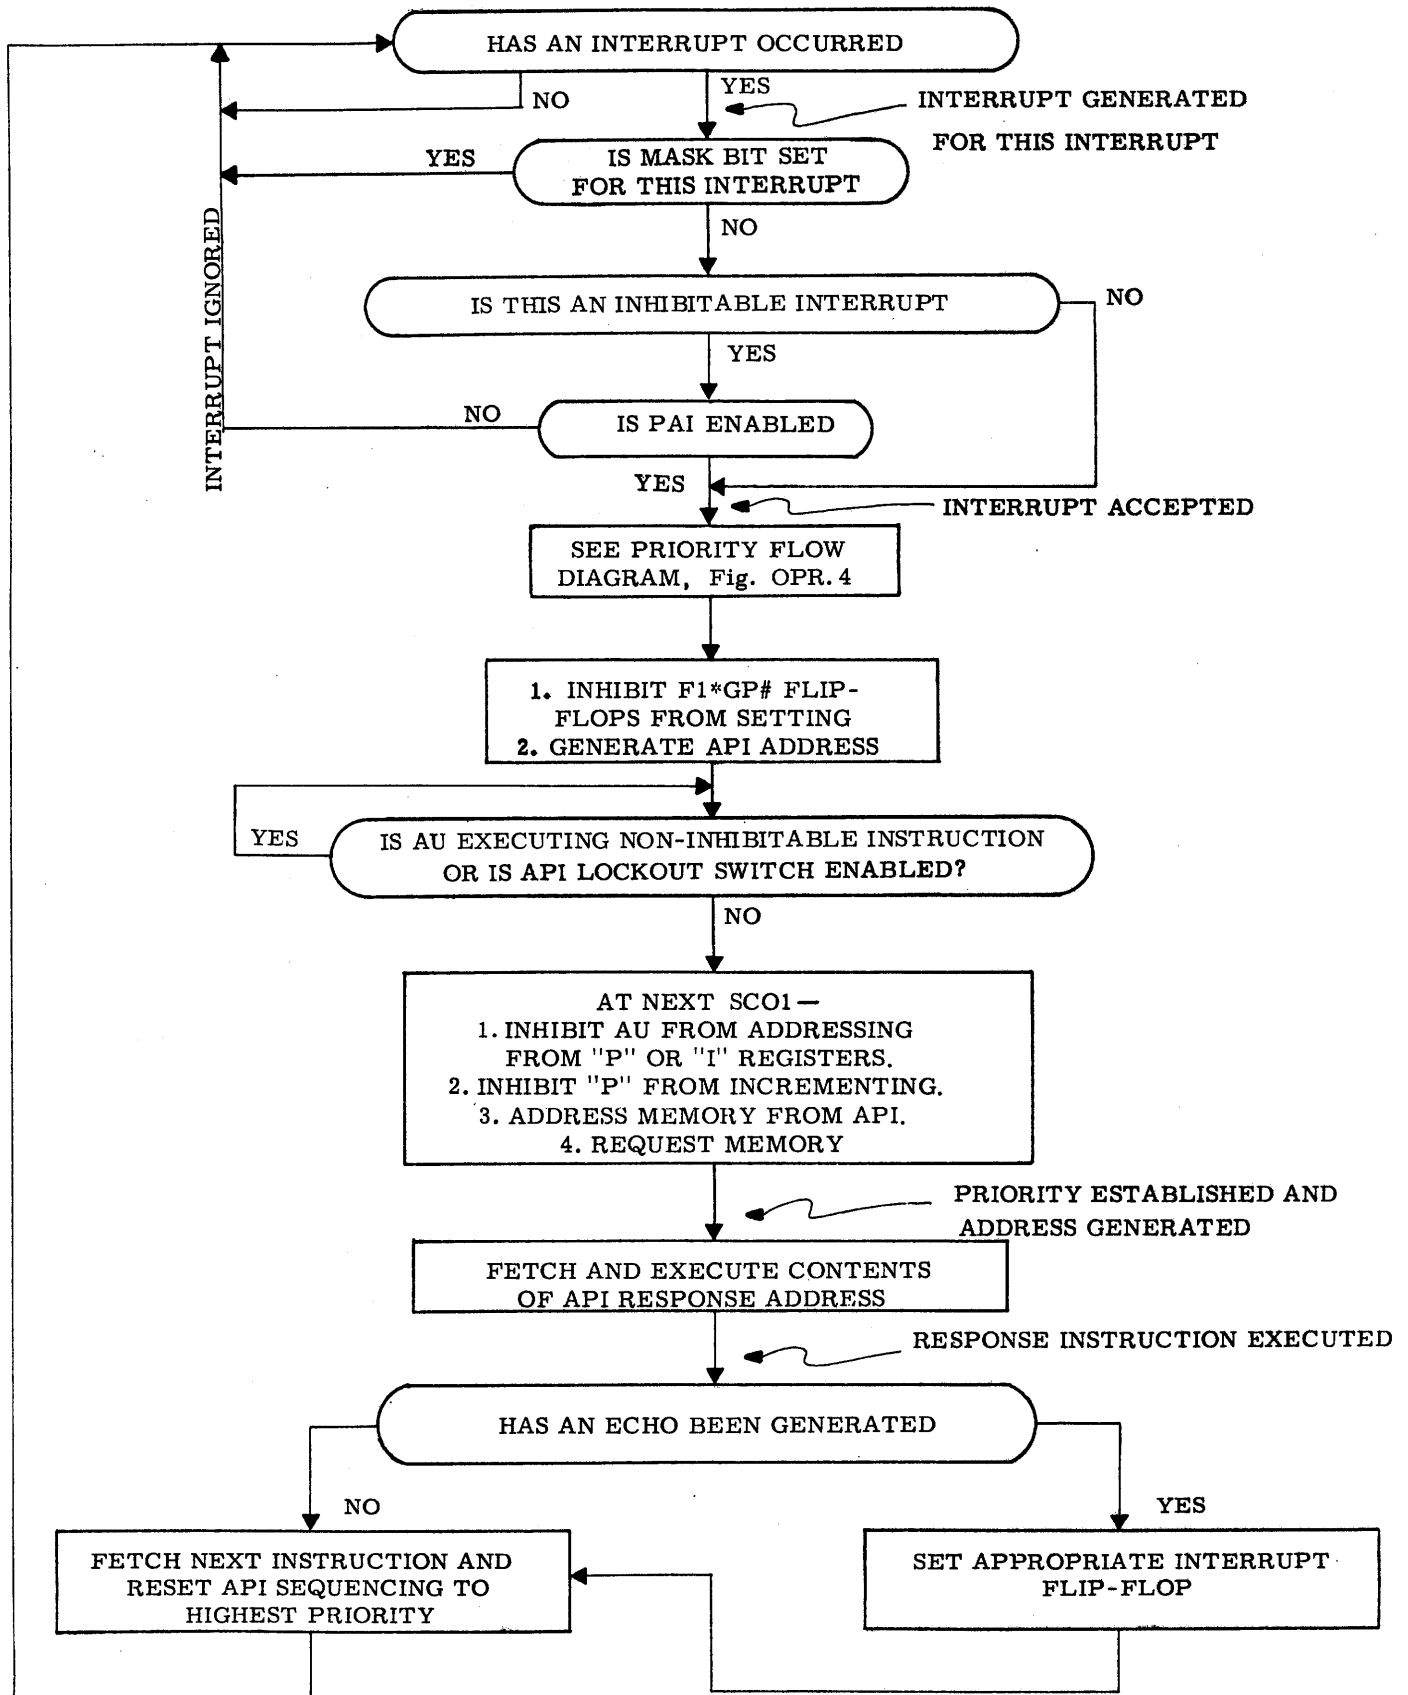 HAS AN INTERRUPT OCCURRED
NO
YES
INTERRUPT GENERATED
FOR THIS INTERRUPT
YES
IS MASK BIT SET
FOR THIS INTERRUPT
NO
INTERRUPT IGNORED
IS THIS AN INHIBITABLE INTERRUPT
NO
YES
NO
IS PAI ENABLED
YES
INTERRUPT ACCEPTED
SEE PRIORITY FLOW
DIAGRAM, Fig. OPR. 4
1. INHIBIT F1*GP# FLIP-
FLOPS FROM SETTING
2. GENERATE API ADDRESS
YES
IS AU EXECUTING NON-INHIBITABLE INSTRUCTION
OR IS API LOCKOUT SWITCH ENABLED?
NO
AT NEXT SCO1—
1. INHIBIT AU FROM ADDRESSING
FROM "P" OR "I" REGISTERS.
2. INHIBIT "P" FROM INCREMENTING.
3. ADDRESS MEMORY FROM API.
4. REQUEST MEMORY
PRIORITY ESTABLISHED AND
ADDRESS GENERATED
FETCH AND EXECUTE CONTENTS
OF API RESPONSE ADDRESS
RESPONSE INSTRUCTION EXECUTED
HAS AN ECHO BEEN GENERATED
NO
YES
FETCH NEXT INSTRUCTION AND
RESET API SEQUENCING TO
HIGHEST PRIORITY
SET APPROPRIATE INTERRUPT
FLIP-FLOP